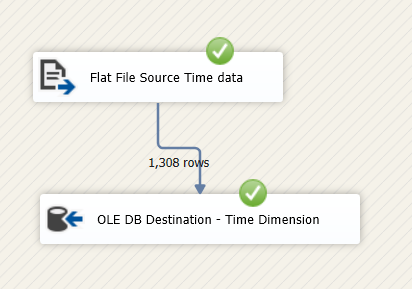 Flat File Source Time data
1,308 rows
OLE DB Destination - Time Dimension